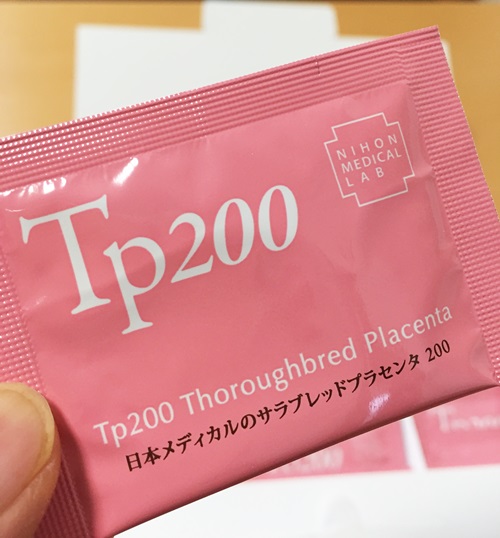 NIHON
MEDICAL
LAB
Tp200
Tp200 Thoroughbred Placenta
日本メディカルのサラブレッドプラセンタ 200